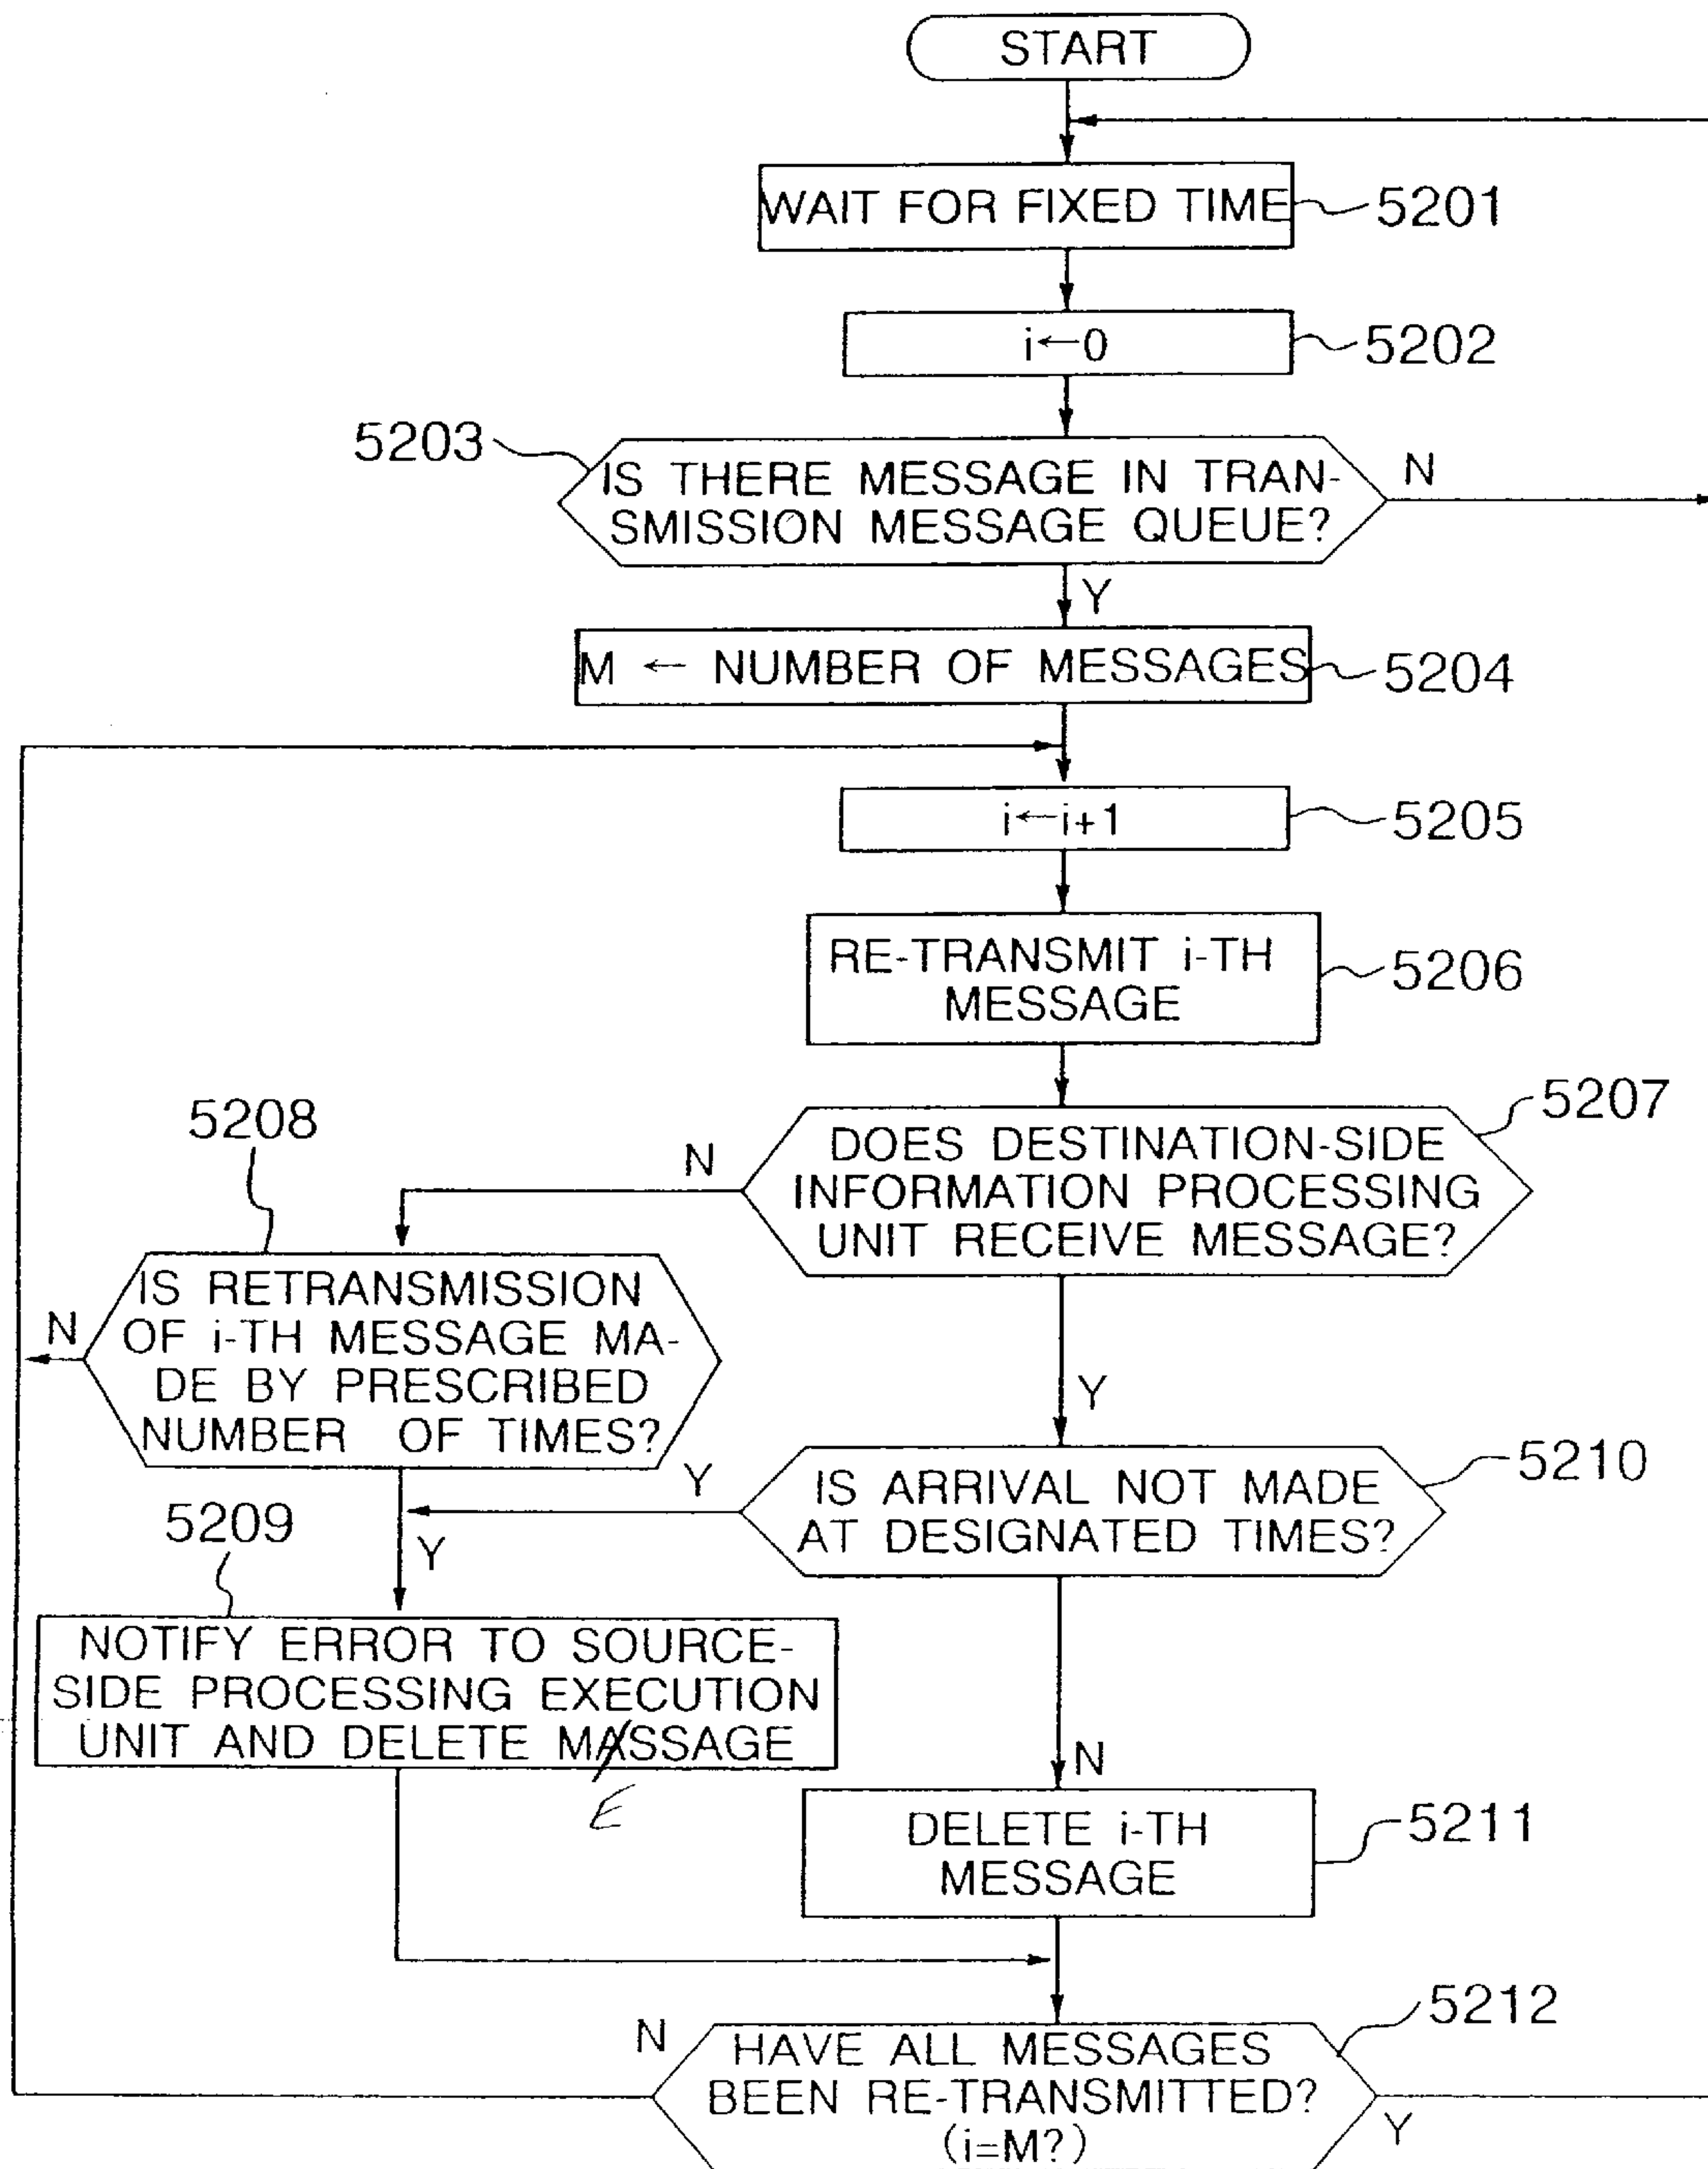 START
WAIT FOR FIXED TIME
5201
i←0
5202
5203
IS THERE MESSAGE IN TRAN-
SMISSION MESSAGE QUEUE?
N
Y
M ← NUMBER OF MESSAGES
5204
i←i+1
5205
RE-TRANSMIT i-TH
MESSAGE
5206
5207
DOES DESTINATION-SIDE
INFORMATION PROCESSING
UNIT RECEIVE MESSAGE?
N
Y
5208
IS RETRANSMISSION
OF i-TH MESSAGE MA-
DE BY PRESCRIBED
NUMBER OF TIMES?
N
Y
5210
IS ARRIVAL NOT MADE
AT DESIGNATED TIMES?
Y
N
5209
NOTIFY ERROR TO SOURCE-
SIDE PROCESSING EXECUTION
UNIT AND DELETE MASSAGE
E
DELETE i-TH
MESSAGE
5211
5212
HAVE ALL MESSAGES
BEEN RE-TRANSMITTED?
(i=M?)
N
Y